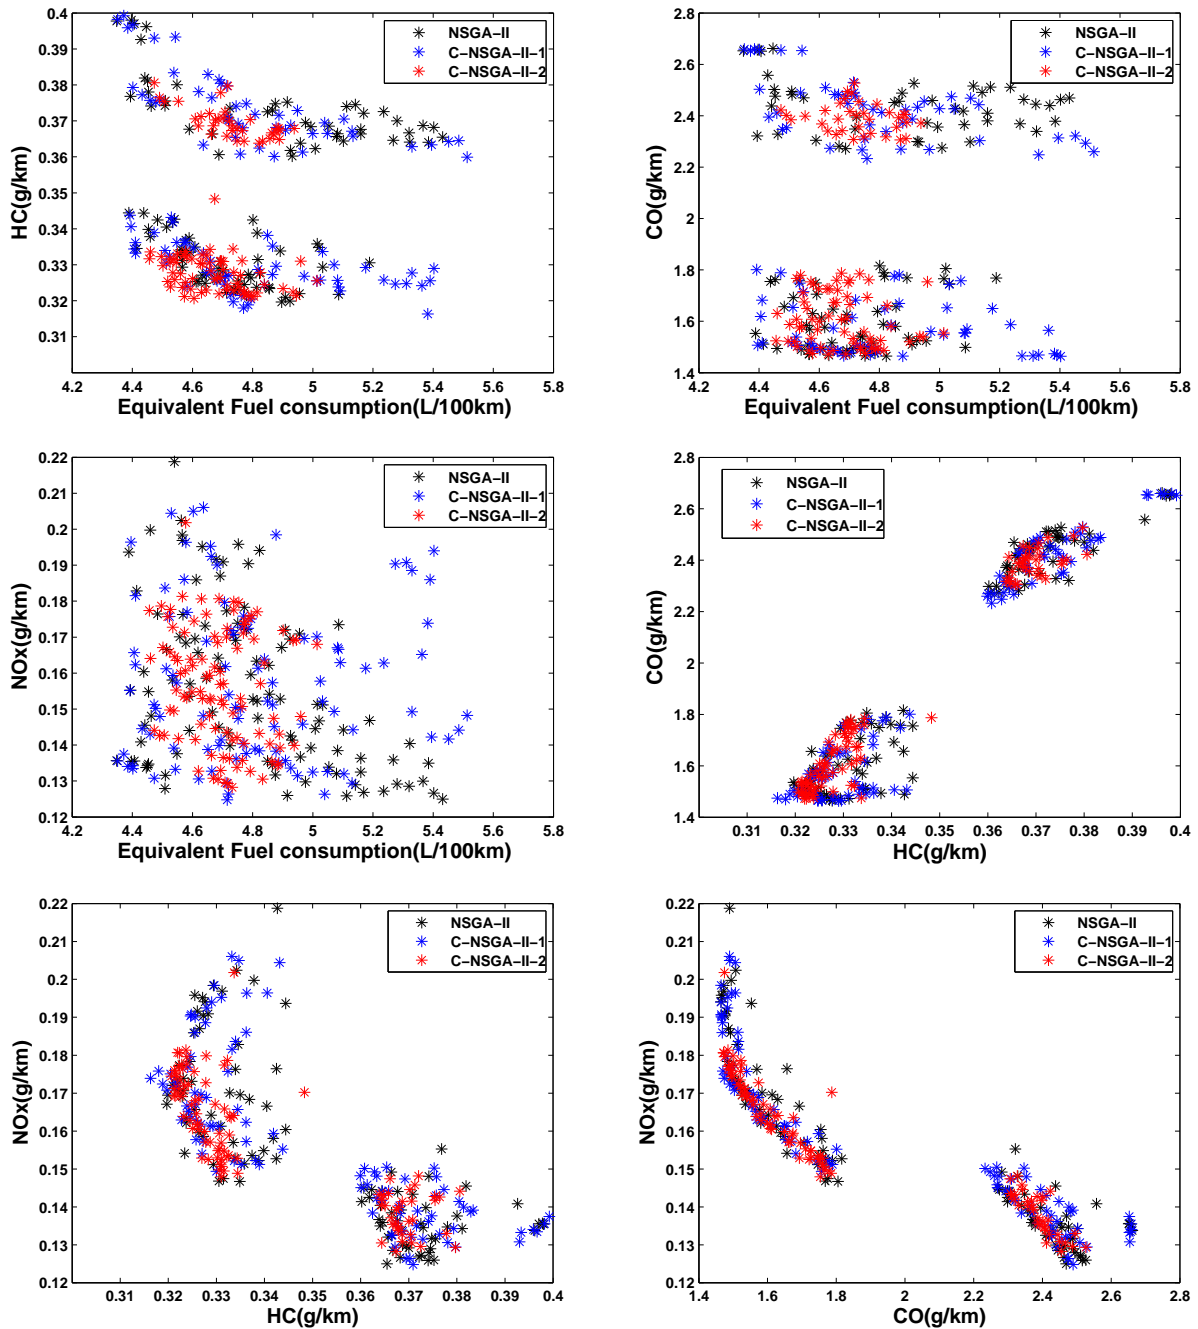 HC(g/km)
0.4
0.39
0.38
0.37
0.36
0.35
0.34
0.33
0.32
0.31
NSGA-II
C-NSGA-II-1
C-NSGA-II-2
4.2 4.4 4.6 4.8 5 5.2 5.4 5.6 5.8
Equivalent Fuel consumption(L/100km)
CO(g/km)
2.8
2.6
2.4
2.2
2
1.8
1.6
1.4
NSGA-II
C-NSGA-II-1
C-NSGA-II-2
4.2 4.4 4.6 4.8 5 5.2 5.4 5.6 5.8
Equivalent Fuel consumption(L/100km)
NOx(g/km)
0.22
0.21
0.2
0.19
0.18
0.17
0.16
0.15
0.14
0.13
0.12
NSGA-II
C-NSGA-II-1
C-NSGA-II-2
4.2 4.4 4.6 4.8 5 5.2 5.4 5.6 5.8
Equivalent Fuel consumption(L/100km)
CO(g/km)
2.8
2.6
2.4
2.2
2
1.8
1.6
1.4
NSGA-II
C-NSGA-II-1
C-NSGA-II-2
0.31 0.32 0.33 0.34 0.35 0.36 0.37 0.38 0.39 0.4
HC(g/km)
NOx(g/km)
0.22
0.21
0.2
0.19
0.18
0.17
0.16
0.15
0.14
0.13
0.12
NSGA-II
C-NSGA-II-1
C-NSGA-II-2
0.31 0.32 0.33 0.34 0.35 0.36 0.37 0.38 0.39 0.4
HC(g/km)
NOx(g/km)
0.22
0.21
0.2
0.19
0.18
0.17
0.16
0.15
0.14
0.13
0.12
NSGA-II
C-NSGA-II-1
C-NSGA-II-2
1.4 1.6 1.8 2 2.2 2.4 2.6 2.8
CO(g/km)